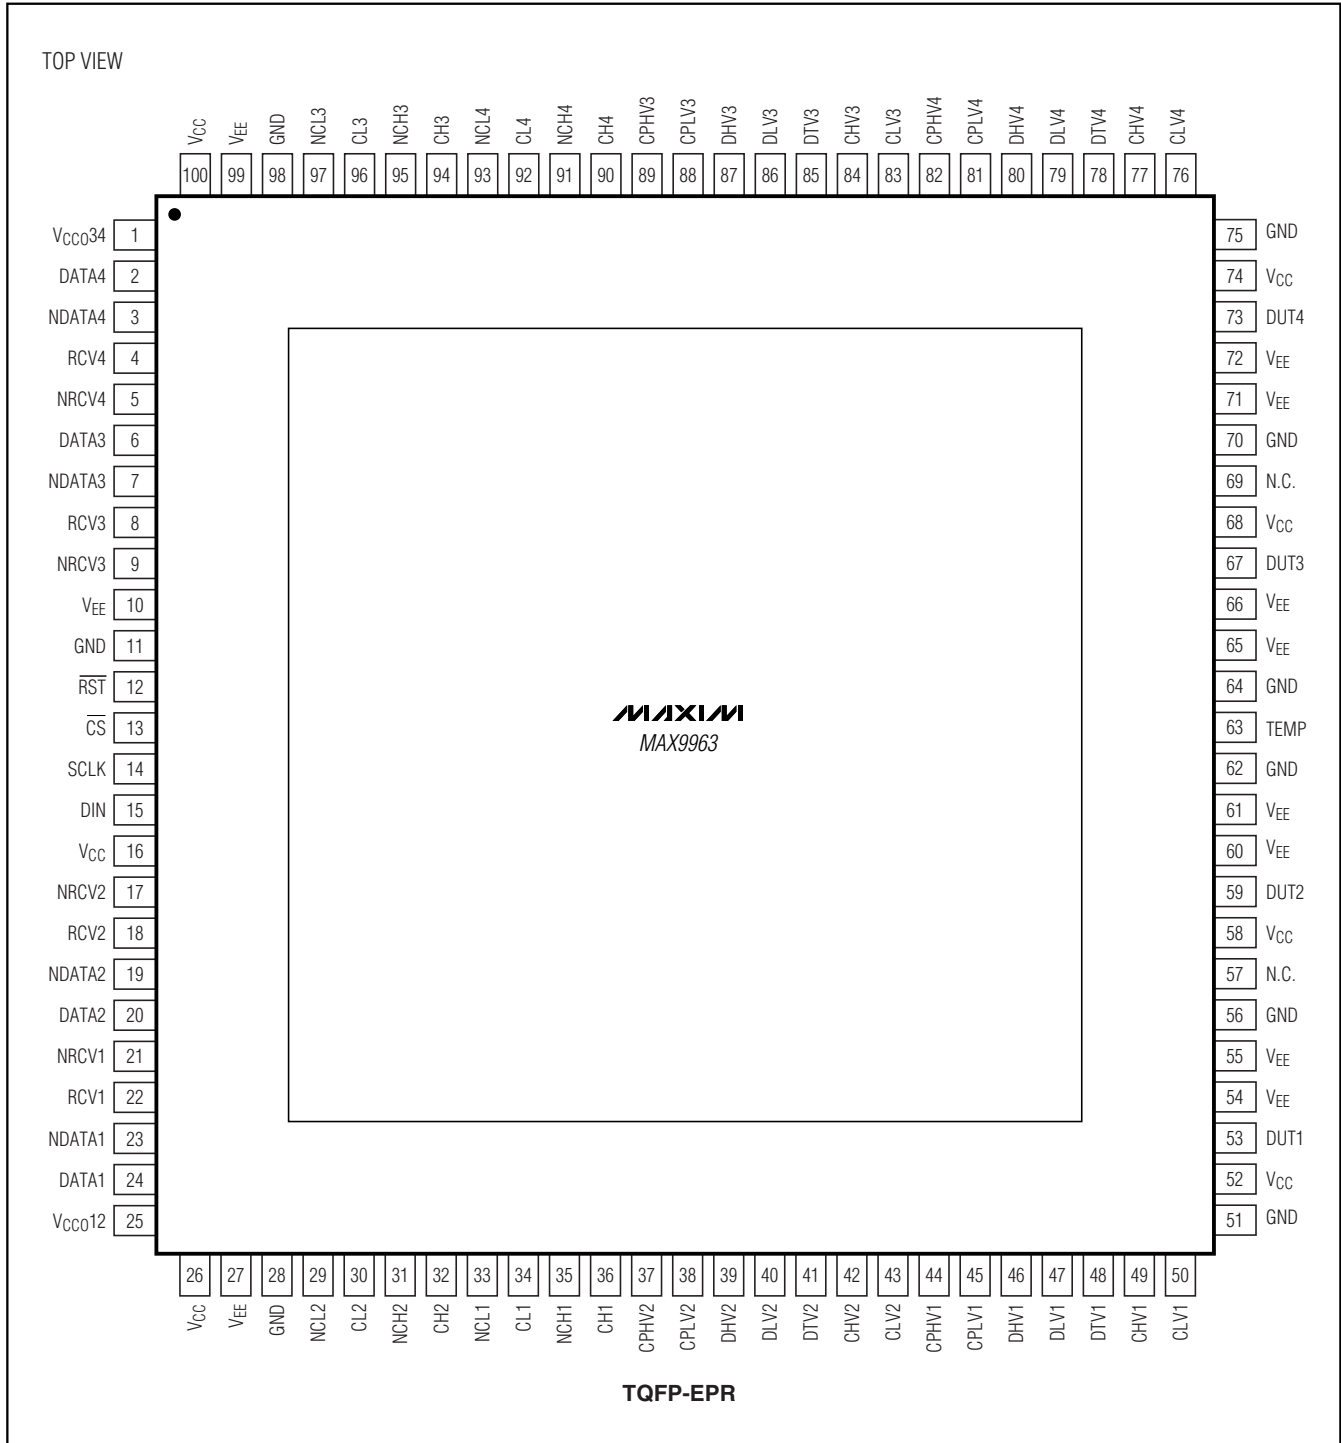 TOP VIEW
VCC VEE GND NCL3 CL3 NCH3 CH3 NCL4 CL4 NCH4 CH4 CPHV3 CPLV3 DHV3 DLV3 DTV3 CHV3 CLV3 CPHV4 CPLV4 DHV4 DLV4 DTV4 CHV4 CLV4
100 99 98 97 96 95 94 93 92 91 90 89 88 87 86 85 84 83 82 81 80 79 78 77 76
VCCO34 1 75 GND
DATA4 2 74 VCC
NDATA4 3 73 DUT4
RCV4 4 72 VEE
NRCV4 5 71 VEE
DATA3 6 70 GND
NDATA3 7 69 N.C.
RCV3 8 68 VCC
NRCV3 9 67 DUT3
VEE 10 66 VEE
GND 11 65 VEE
RST 12 64 GND
MAXIM
CS 13 63 TEMP
MAX9963
SCLK 14 62 GND
DIN 15 61 VEE
VCC 16 60 VEE
NRCV2 17 59 DUT2
RCV2 18 58 VCC
NDATA2 19 57 N.C.
DATA2 20 56 GND
NRCV1 21 55 VEE
RCV1 22 54 VEE
NDATA1 23 53 DUT1
DATA1 24 52 VCC
VCCO12 25 51 GND
26 27 28 29 30 31 32 33 34 35 36 37 38 39 40 41 42 43 44 45 46 47 48 49 50
VCC VEE GND NCL2 CL2 NCH2 CH2 NCL1 CL1 NCH1 CH1 CPHV2 CPLV2 DHV2 DLV2 DTV2 CHV2 CLV2 CPHV1 CPLV1 DHV1 DLV1 DTV1 CHV1 CLV1
TQFP-EPR